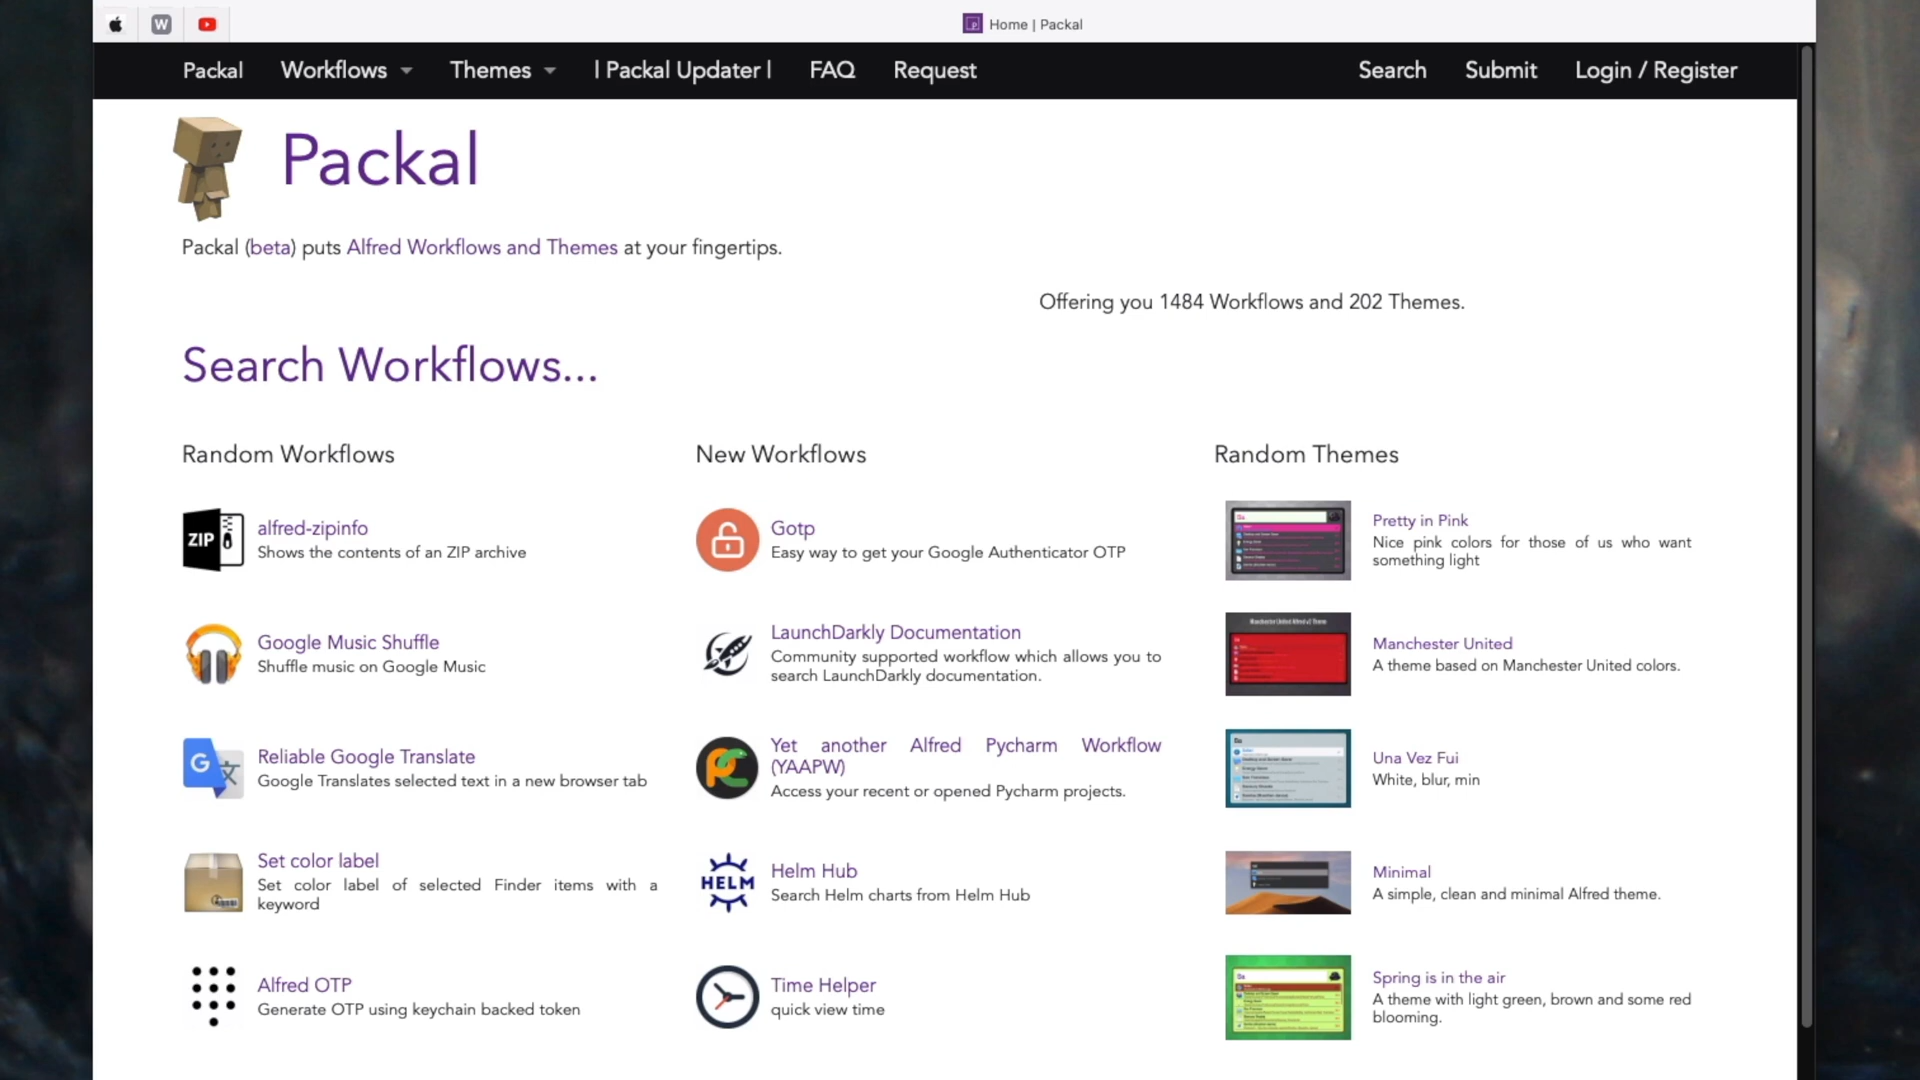 W
Home | Packal
Packal Workflows Themes | Packal Updater | FAQ Request Search Submit Login / Register
Packal
Packal (beta) puts Alfred Workflows and Themes at your fingertips.
Offering you 1484 Workflows and 202 Themes.
Search Workflows...
Random Workflows
ZIP
alfred-zipinfo
Shows the contents of an ZIP archive
Google Music Shuffle
Shuffle music on Google Music
G
Reliable Google Translate
Google Translates selected text in a new browser tab
Set color label
Set color label of selected Finder items with a
keyword
Alfred OTP
Generate OTP using keychain backed token
New Workflows
Gotp
Easy way to get your Google Authenticator OTP
LaunchDarkly Documentation
Community supported workflow which allows you to
search LaunchDarkly documentation.
PC
Yet another Alfred Pycharm Workflow
(YAAPW)
Access your recent or opened Pycharm projects.
HELM
Helm Hub
Search Helm charts from Helm Hub
Time Helper
quick view time
Random Themes
Pretty in Pink
Nice pink colors for those of us who want
something light
Manchester United Alfred v2 Theme
Manchester United
A theme based on Manchester United colors.
Una Vez Fui
White, blur, min
Minimal
A simple, clean and minimal Alfred theme.
Spring is in the air
A theme with light green, brown and some red
blooming.